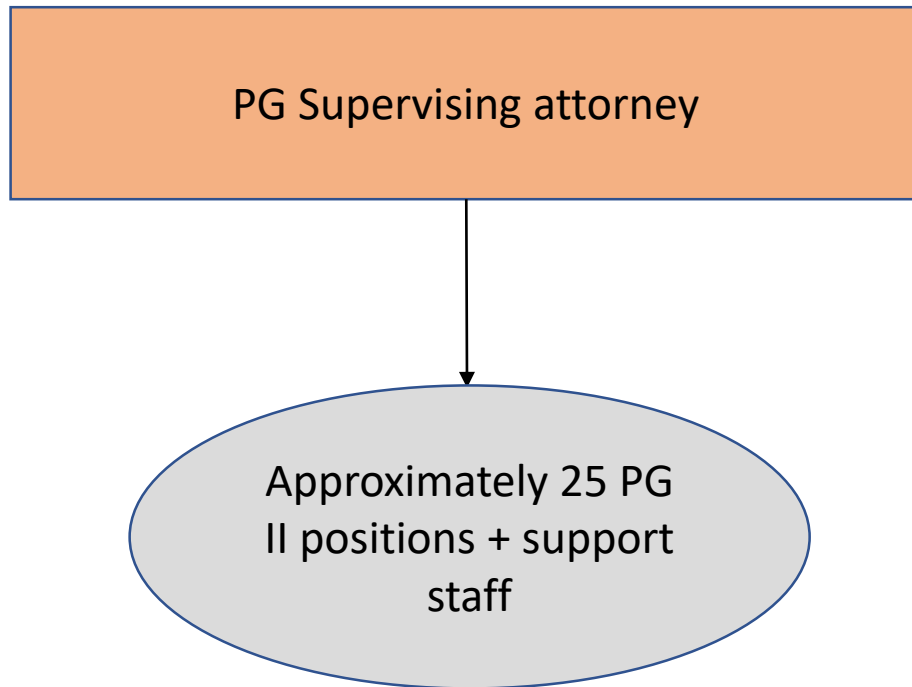 PG Supervising attorney
Approximately 25 PG
II positions + support
staff